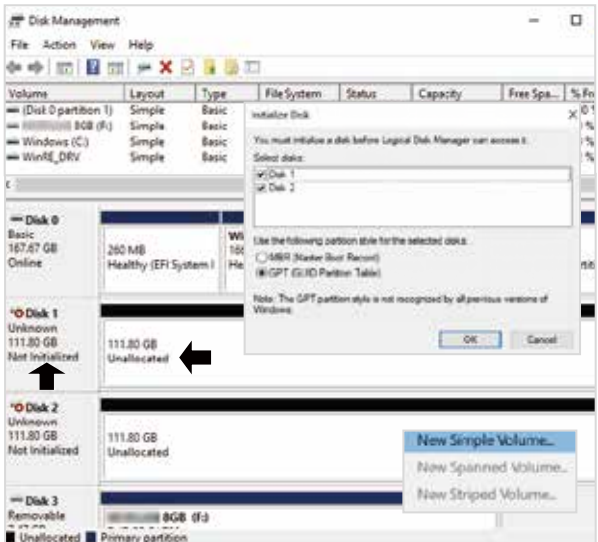 Disk Management
File Action View Help
Volume Layout Type File System Status Capacity Free Spa... % Fr
(Disk 0 partition 1) Simple Basic
8GB (F:) Simple Basic
Windows (C:) Simple Basic
WinRE_DRV Simple Basic
Initialize Disk
You must initialize a disk before Logical Disk Manager can access it.
Select disks:
Disk 1
Disk 2
Use the following partition style for the selected disks:
MBR (Master Boot Record)
GPT (GUID Partition Table)
Note: The GPT partition style is not recognized by all previous versions of
Windows.
OK Cancel
Disk 0
Basic
167.67 GB
Online
260 MB
Healthy (EFI System
Disk 1
Unknown
111.80 GB
Not Initialized
111.80 GB
Unallocated
Disk 2
Unknown
111.80 GB
Not Initialized
111.80 GB
Unallocated
New Simple Volume...
New Spanned Volume...
New Striped Volume...
Disk 3
Removable
8GB (F:)
Unallocated Primary partition